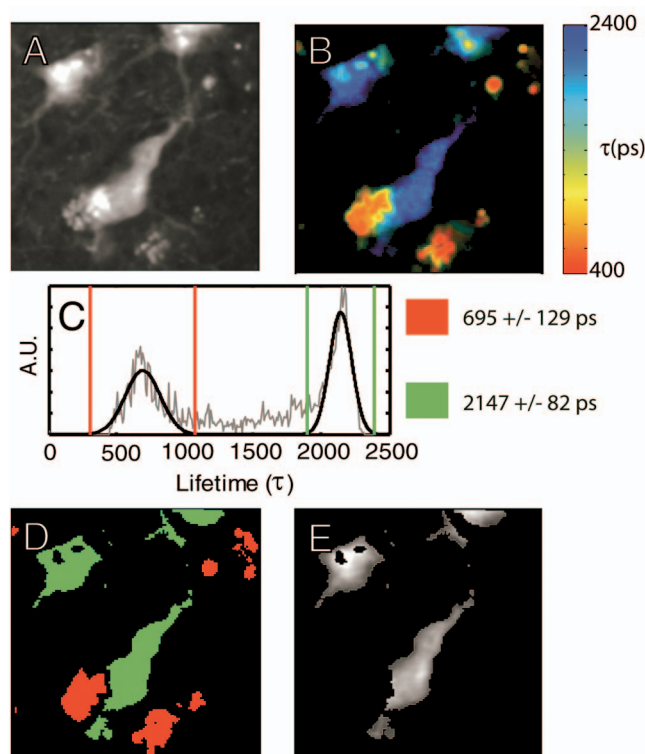 A
B
2400
τ(ps)
400
C
A.U.
695 +/- 129 ps
2147 +/- 82 ps
0 500 1000 1500 2000 2500
Lifetime (τ)
D
E